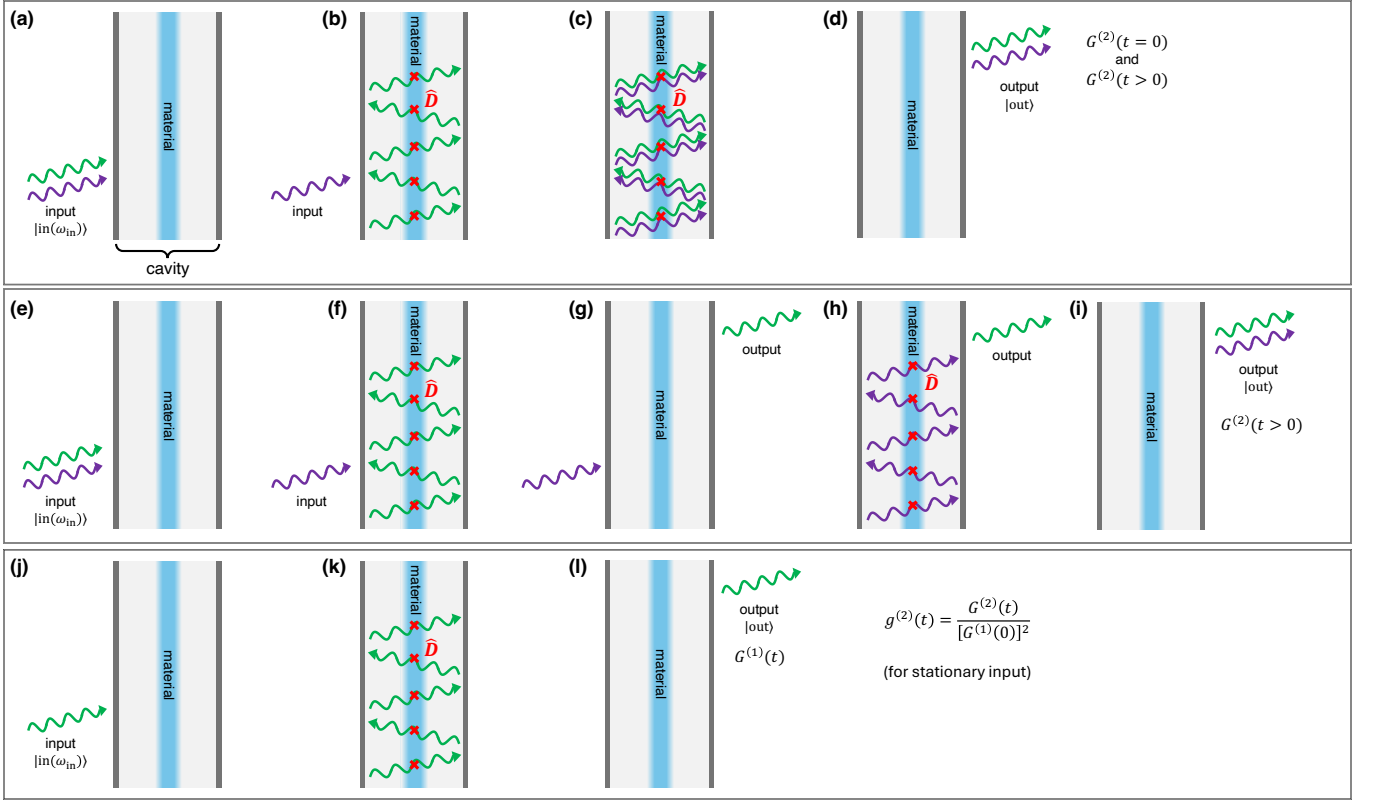 (a)
material
input
|in(ω_in)⟩
cavity
(b)
material
D̂
input
(c)
material
D̂
(d)
material
output
|out⟩
G^(2)(t = 0)
and
G^(2)(t > 0)
(e)
material
input
|in(ω_in)⟩
(f)
material
D̂
input
(g)
material
output
(h)
material
D̂
output
(i)
material
output
|out⟩
G^(2)(t > 0)
(j)
material
input
|in(ω_in)⟩
(k)
material
D̂
(l)
material
output
|out⟩
G^(1)(t)
g^(2)(t) = G^(2)(t) / [G^(1)(0)]^2
(for stationary input)